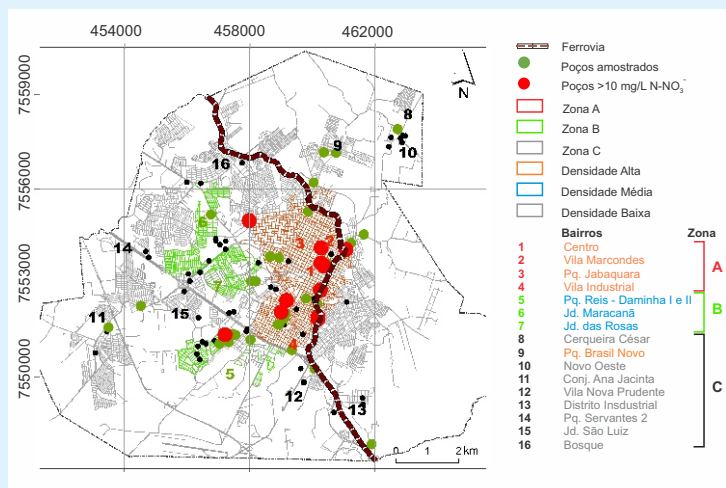 454000 458000 462000
7559000
7556000
7553000
7550000
N
8
9
10
16
6
3
2
1
14
7
15
11
4
5
12
13
0 1 2 km
Ferrovia
Poços amostrados
Poços >10 mg/L N-NO3-
Zona A
Zona B
Zona C
Densidade Alta
Densidade Média
Densidade Baixa
Bairros Zona
1 Centro
2 Vila Marcondes
3 Pq. Jabaquara
4 Vila Industrial
A
5 Pq. Reis - Daminha I e II
6 Jd. Maracanã
7 Jd. das Rosas
B
8 Cerqueira César
9 Pq. Brasil Novo
10 Novo Oeste
11 Conj. Ana Jacinta
12 Vila Nova Prudente
13 Distrito Insdustrial
14 Pq. Servantes 2
15 Jd. São Luiz
16 Bosque
C